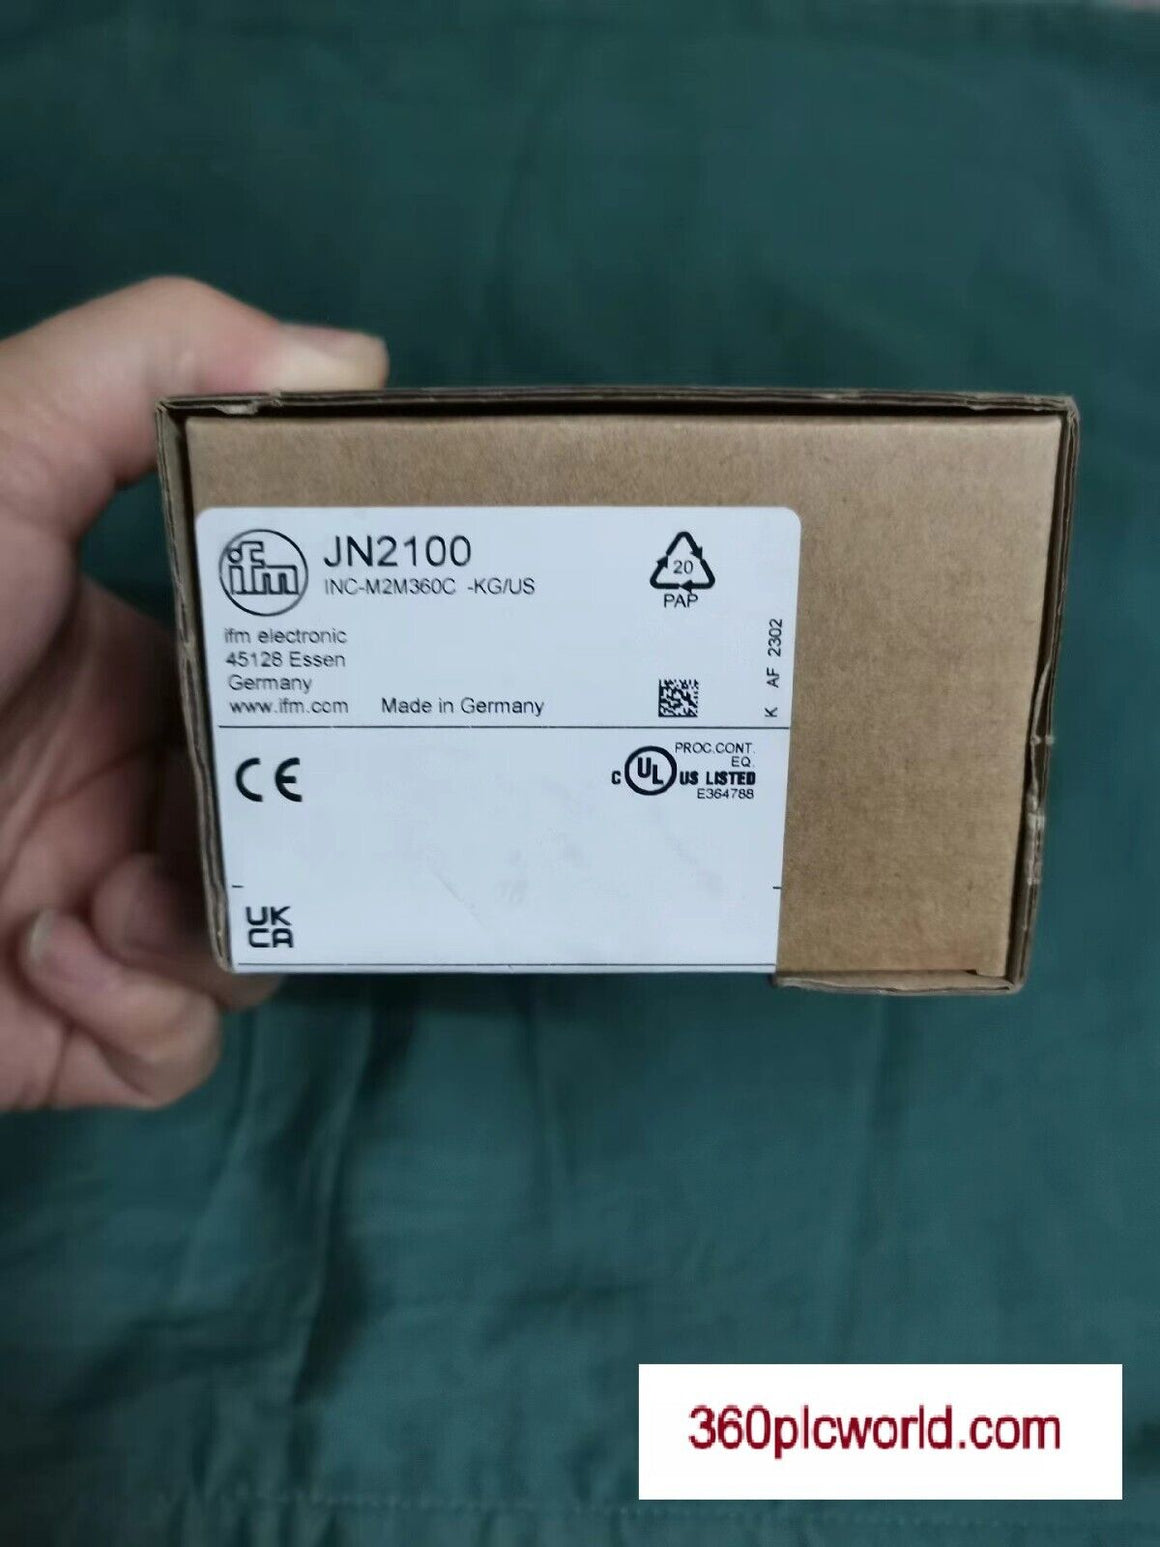 ifm
JN2100
INC-M2M360C -KG/US
20
PAP
ifm electronic
45128 Essen
Germany
www.ifm.com
Made in Germany
K AF 2302
CE
C UL US LISTED
PROC.CONT.
EQ.
E364788
UK
CA
360plcworld.com